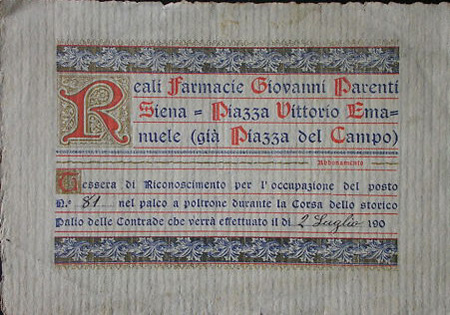 Reali Farmacie Giovanni Parenti
Siena = Piazza Vittorio Ema-
nuele (già Piazza del Campo)
Abbonamento
Tessera di Riconoscimento per l'occupazione del posto
N.° 81 nel palco a poltrone durante la Corsa dello storico
Palio delle Contrade che verrà effettuato il dì 2 Luglio 190